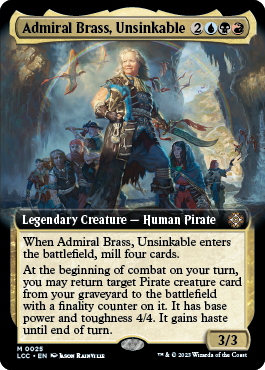 Admiral Brass, Unsinkable 2
Legendary Creature — Human Pirate
When Admiral Brass, Unsinkable enters
the battlefield, mill four cards.
At the beginning of combat on your turn,
you may return target Pirate creature card
from your graveyard to the battlefield
with a finality counter on it. It has base
power and toughness 4/4. It gains haste
until end of turn.
3/3
M 0025
LCC • EN Jason Rainville
™ & © 2023 Wizards of the Coast